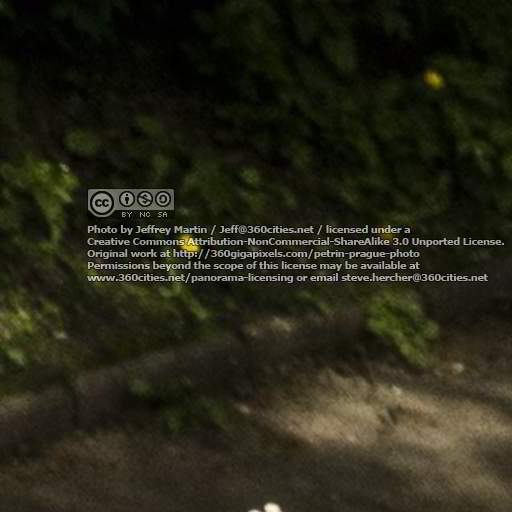 BY NC SA
Photo by Jeffrey Martin / Jeff@360cities.net / licensed under a
Creative Commons Attribution-NonCommercial-ShareAlike 3.0 Unported License.
Original work at http://360gigapixels.com/petrin-prague-photo
Permissions beyond the scope of this license may be available at
www.360cities.net/panorama-licensing or email steve.hercher@360cities.net